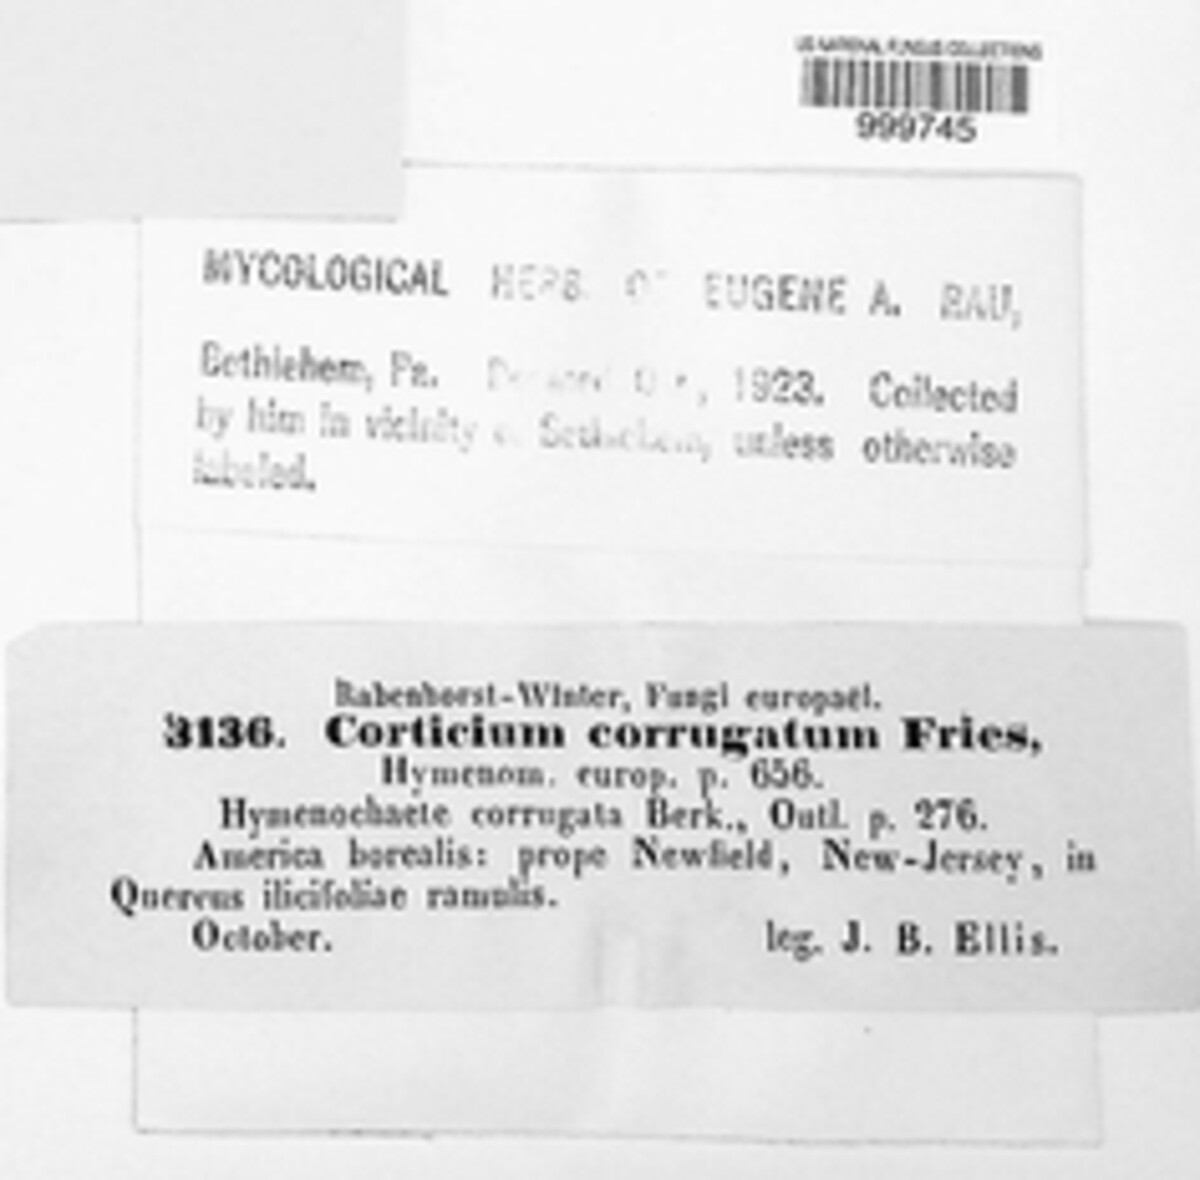 US NATIONAL FUNGUS COLLECTIONS
999745
MYCOLOGICAL HERB. OF EUGENE A. RAU,
Bethlehem, Pa. Donated 1923. Collected
by him in vicinity of Bethlehem, unless otherwise
labeled.
Rabenhorst-Winter, Fungi europaei.
3136. Corticium corrugatum Fries,
Hymenom. europ. p. 656.
Hymenochaete corrugata Berk., Outl. p. 276.
America borealis: prope Newfield, New-Jersey, in
Quercus ilicifoliae ramulis.
October. leg. J. B. Ellis.